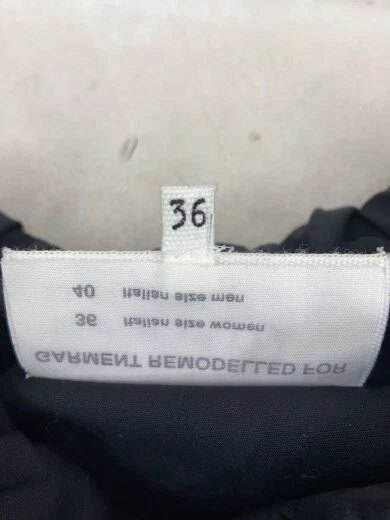 36
GARMENT REMODELLED FOR
36 Italian size women
40 Italian size men